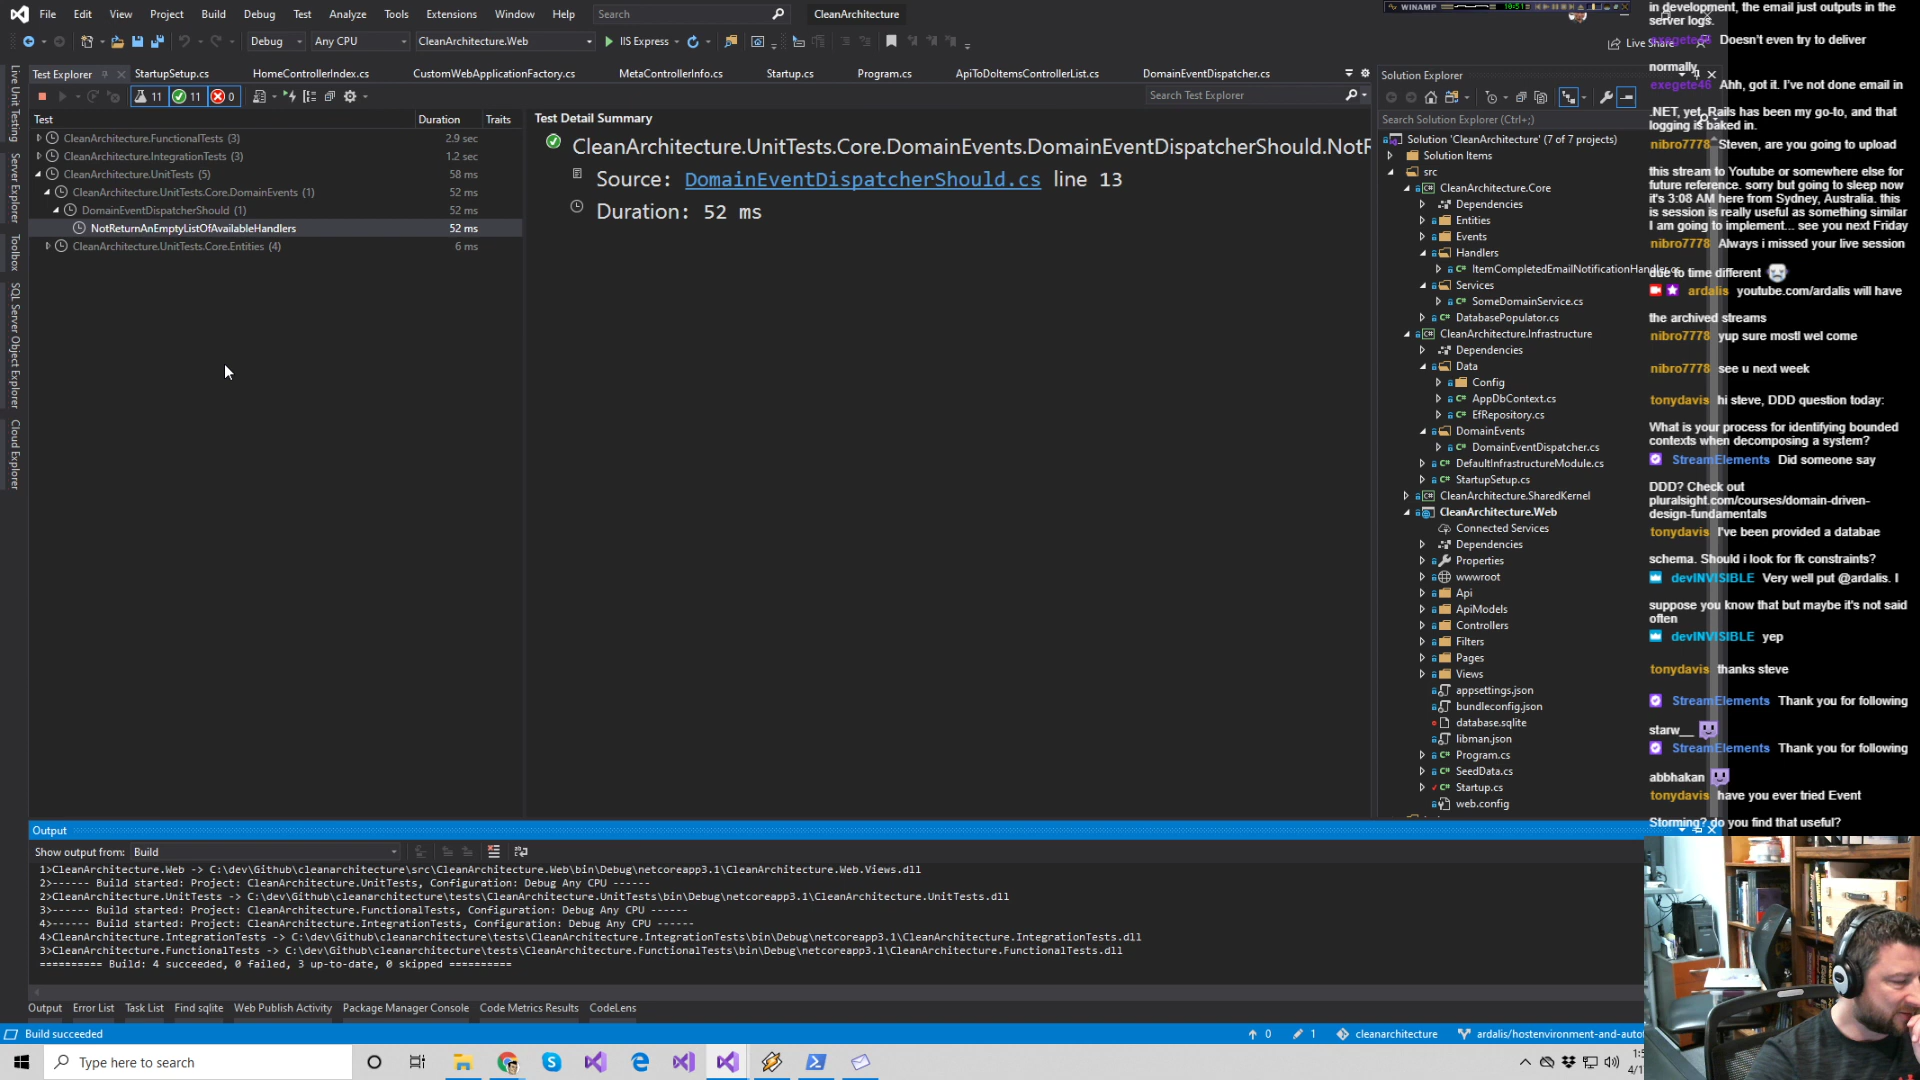 File Edit View Project Build Debug Test Analyze Tools Extensions Window Help Search CleanArchitecture
WINAMP 10:51
Debug Any CPU CleanArchitecture.Web IIS Express Live Share
Test Explorer StartupSetup.cs HomeControllerIndex.cs CustomWebApplicationFactory.cs MetaControllerInfo.cs Startup.cs Program.cs ApiToDoItemsControllerList.cs DomainEventDispatcher.cs
11 11 0 Search Test Explorer
Test Duration Traits
CleanArchitecture.FunctionalTests (3) 2.9 sec
CleanArchitecture.IntegrationTests (3) 1.2 sec
CleanArchitecture.UnitTests (5) 58 ms
CleanArchitecture.UnitTests.Core.DomainEvents (1) 52 ms
DomainEventDispatcherShould (1) 52 ms
NotReturnAnEmptyListOfAvailableHandlers 52 ms
CleanArchitecture.UnitTests.Core.Entities (4) 6 ms
Live Unit Testing
Server Explorer
Toolbox
SQL Server Object Explorer
Cloud Explorer
Test Detail Summary
CleanArchitecture.UnitTests.Core.DomainEvents.DomainEventDispatcherShould.NotR
Source: DomainEventDispatcherShould.cs line 13
Duration: 52 ms
Solution Explorer
Search Solution Explorer (Ctrl+;)
Solution 'CleanArchitecture' (7 of 7 projects)
Solution Items
src
CleanArchitecture.Core
Dependencies
Entities
Events
Handlers
ItemCompletedEmailNotificationHandler.cs
Services
SomeDomainService.cs
DatabasePopulator.cs
CleanArchitecture.Infrastructure
Dependencies
Data
Config
AppDbContext.cs
EfRepository.cs
DomainEvents
DomainEventDispatcher.cs
DefaultInfrastructureModule.cs
StartupSetup.cs
CleanArchitecture.SharedKernel
CleanArchitecture.Web
Connected Services
Dependencies
Properties
wwwroot
Api
ApiModels
Controllers
Filters
Pages
Views
appsettings.json
bundleconfig.json
database.sqlite
libman.json
Program.cs
SeedData.cs
Startup.cs
web.config
in development, the email just outputs in the
server logs.
exegete46 Doesn't even try to deliver
normally.
exegete46 Ahh, got it. I've not done email in
.NET, yet. Rails has been my go-to, and that
logging is baked in.
nibro7778 Steven, are you going to upload
this stream to Youtube or somewhere else for
future reference. sorry but going to sleep now
it's 3:08 AM here from Sydney, Australia. this
is session is really useful as something similar
I am going to implement... see you next Friday
nibro7778 Always i missed your live session
due to time different
ardalis youtube.com/ardalis will have
the archived streams
nibro7778 yup sure mostl wel come
nibro7778 see u next week
tonydavis hi steve, DDD question today:
What is your process for identifying bounded
contexts when decomposing a system?
StreamElements Did someone say
DDD? Check out
pluralsight.com/courses/domain-driven-
design-fundamentals
tonydavis I've been provided a databae
schema. Should i look for fk constraints?
devINVISIBLE Very well put @ardalis. I
suppose you know that but maybe it's not said
often
devINVISIBLE yep
tonydavis thanks steve
StreamElements Thank you for following
starw__
StreamElements Thank you for following
abbhakan
tonydavis have you ever tried Event
Storming? do you find that useful?
Output
Show output from: Build
1>CleanArchitecture.Web -> C:\dev\Github\cleanarchitecture\src\CleanArchitecture.Web\bin\Debug\netcoreapp3.1\CleanArchitecture.Web.Views.dll
2>------ Build started: Project: CleanArchitecture.UnitTests, Configuration: Debug Any CPU ------
2>CleanArchitecture.UnitTests -> C:\dev\Github\cleanarchitecture\tests\CleanArchitecture.UnitTests\bin\Debug\netcoreapp3.1\CleanArchitecture.UnitTests.dll
3>------ Build started: Project: CleanArchitecture.FunctionalTests, Configuration: Debug Any CPU ------
4>------ Build started: Project: CleanArchitecture.IntegrationTests, Configuration: Debug Any CPU ------
4>CleanArchitecture.IntegrationTests -> C:\dev\Github\cleanarchitecture\tests\CleanArchitecture.IntegrationTests\bin\Debug\netcoreapp3.1\CleanArchitecture.IntegrationTests.dll
3>CleanArchitecture.FunctionalTests -> C:\dev\Github\cleanarchitecture\tests\CleanArchitecture.FunctionalTests\bin\Debug\netcoreapp3.1\CleanArchitecture.FunctionalTests.dll
========== Build: 4 succeeded, 0 failed, 3 up-to-date, 0 skipped ==========
Output Error List Task List Find sqlite Web Publish Activity Package Manager Console Code Metrics Results CodeLens
Build succeeded 0 1 cleanarchitecture ardalis/hostenvironment-and-auto
Type here to search